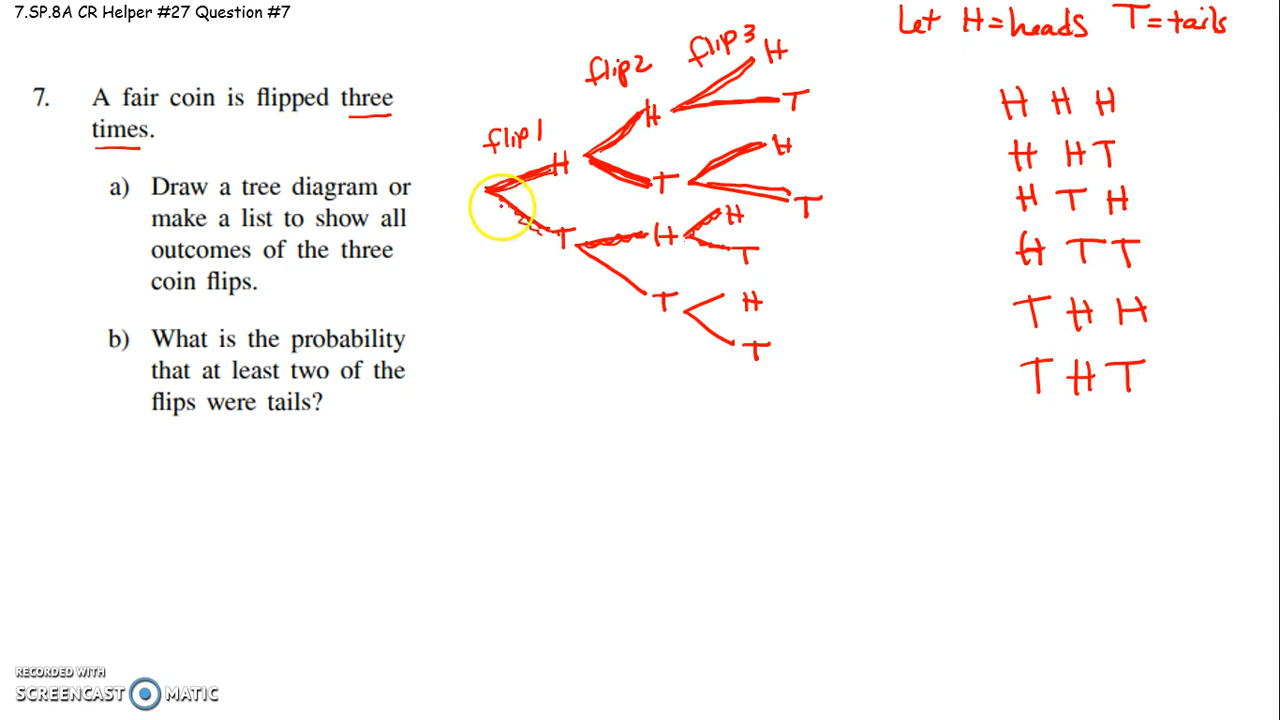 7.SP.8A CR Helper #27 Question #7
Let H = heads T = tails
7. A fair coin is flipped three
times.
a) Draw a tree diagram or
make a list to show all
outcomes of the three
coin flips.
b) What is the probability
that at least two of the
flips were tails?
flip 1
flip 2
flip 3
H
T
H
T
H
T
H
T
H
T
H
T
H
T
H H H
H H T
H T H
H T T
T H H
T H T
RECORDED WITH
SCREENCAST MATIC